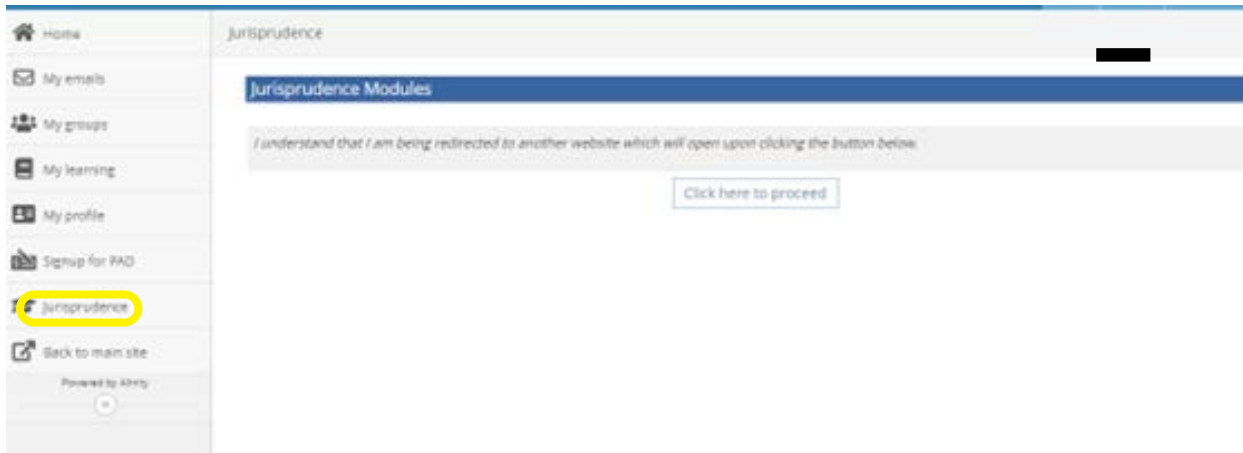 Home
Jurisprudence
My emails
Jurisprudence Modules
My groups
I understand that I am being redirected to another website which will open upon clicking the button below.
My learning
Click here to proceed
My profile
Signup for PAD
Jurisprudence
Back to main site
Powered by Alinity